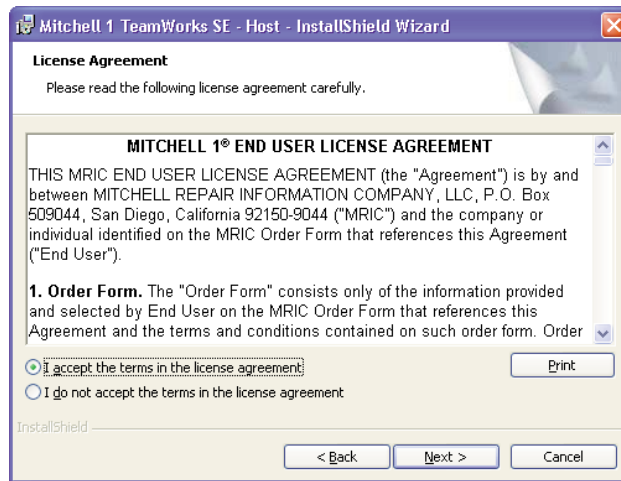 Mitchell 1 TeamWorks SE - Host - InstallShield Wizard
License Agreement
Please read the following license agreement carefully.
MITCHELL 1® END USER LICENSE AGREEMENT
THIS MRIC END USER LICENSE AGREEMENT (the "Agreement") is by and
between MITCHELL REPAIR INFORMATION COMPANY, LLC, P.O. Box
509044, San Diego, California 92150-9044 ("MRIC") and the company or
individual identified on the MRIC Order Form that references this Agreement
("End User").
1. Order Form. The "Order Form" consists only of the information provided
and selected by End User on the MRIC Order Form that references this
Agreement and the terms and conditions contained on such order form. Order
I accept the terms in the license agreement
Print
I do not accept the terms in the license agreement
InstallShield
< Back
Next >
Cancel